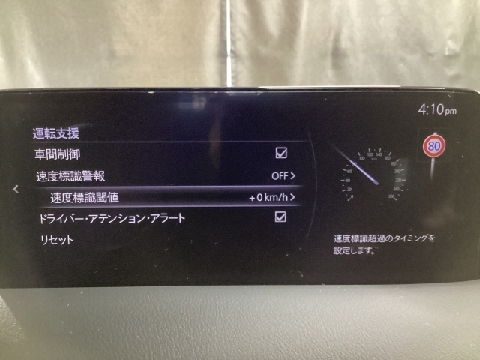 4:10pm
運転支援
車間制御
速度標識警報 OFF
速度標識閾値 +0km/h
ドライバー・アテンション・アラート
リセット
80
速度標識超過のタイミングを
設定します。